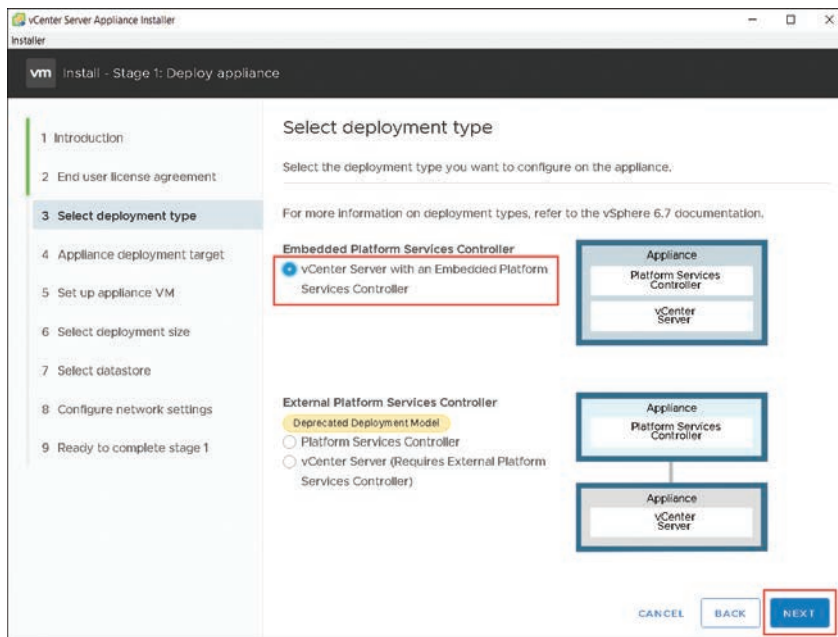 vCenter Server Appliance Installer
Installer
vm Install - Stage 1: Deploy appliance
1 Introduction
2 End user license agreement
3 Select deployment type
4 Appliance deployment target
5 Set up appliance VM
6 Select deployment size
7 Select datastore
8 Configure network settings
9 Ready to complete stage 1
Select deployment type
Select the deployment type you want to configure on the appliance.
For more information on deployment types, refer to the vSphere 6.7 documentation.
Embedded Platform Services Controller
vCenter Server with an Embedded Platform
Services Controller
Appliance
Platform Services
Controller
vCenter
Server
External Platform Services Controller
Deprecated Deployment Model
Platform Services Controller
vCenter Server (Requires External Platform
Services Controller)
Appliance
Platform Services
Controller
Appliance
vCenter
Server
CANCEL BACK NEXT